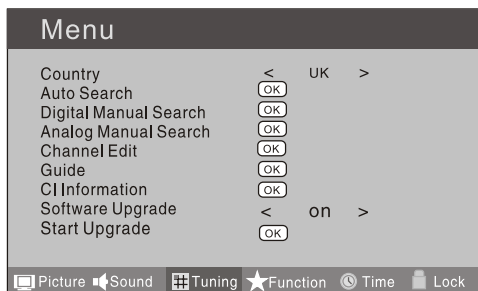 Menu
Country < UK >
Auto Search OK
Digital Manual Search OK
Analog Manual Search OK
Channel Edit OK
Guide OK
CI Information OK
Software Upgrade < on >
Start Upgrade OK
Picture Sound Tuning Function Time Lock